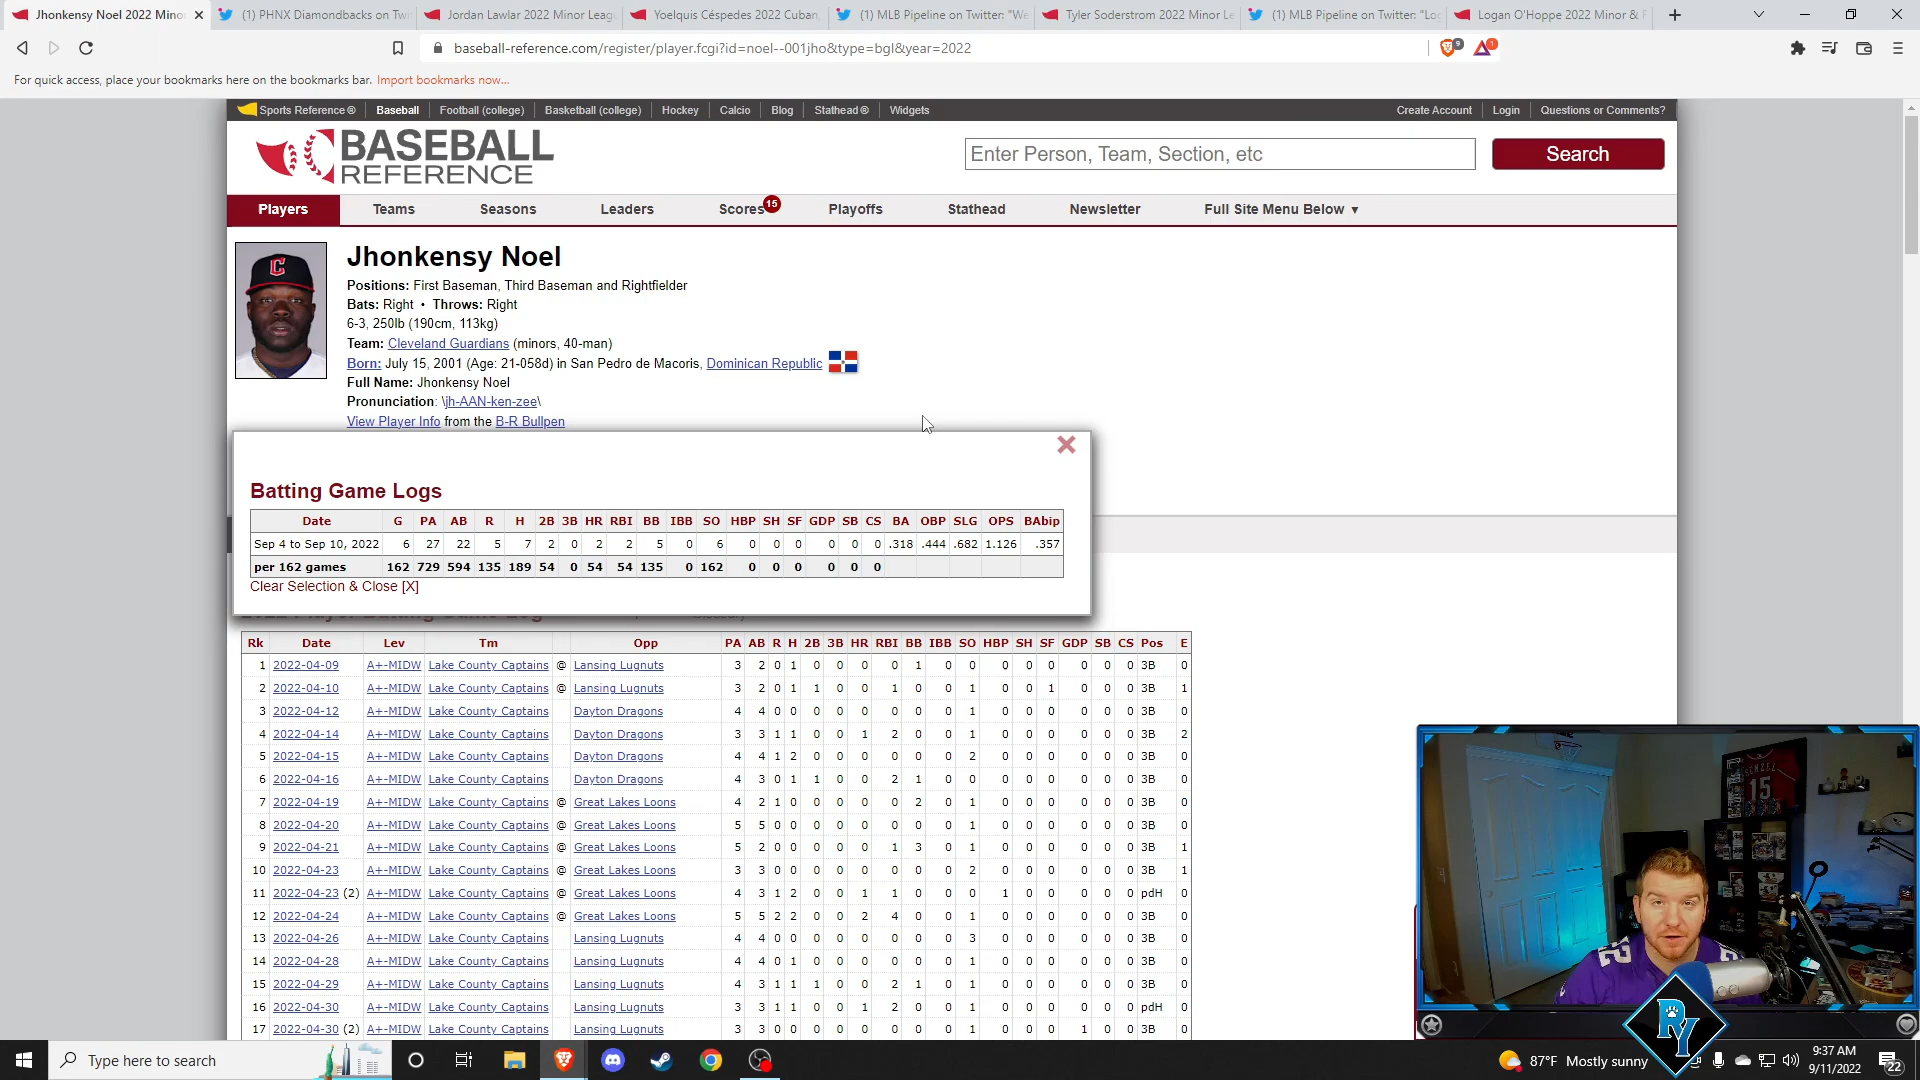 Jhonkensy Noel 2022 Mino
(1) PHNX Diamondbacks on Twi
Jordan Lawlar 2022 Minor Leag
Yoelquis Céspedes 2022 Cuban,
(1) MLB Pipeline on Twitter: "We
Tyler Soderstrom 2022 Minor Le
(1) MLB Pipeline on Twitter: "Lo
Logan O'Hoppe 2022 Minor & F
baseball-reference.com/register/player.fcgi?id=noel--001jho&type=bgl&year=2022
9
1
For quick access, place your bookmarks here on the bookmarks bar. Import bookmarks now...
Sports Reference® Baseball Football (college) Basketball (college) Hockey Calcio Blog Stathead® Widgets Create Account Login Questions or Comments?
BASEBALL
REFERENCE
Enter Person, Team, Section, etc
Search
Players Teams Seasons Leaders Scores 15 Playoffs Stathead Newsletter Full Site Menu Below ▼
Jhonkensy Noel
Positions: First Baseman, Third Baseman and Rightfielder
Bats: Right • Throws: Right
6-3, 250lb (190cm, 113kg)
Team: Cleveland Guardians (minors, 40-man)
Born: July 15, 2001 (Age: 21-058d) in San Pedro de Macoris, Dominican Republic
Full Name: Jhonkensy Noel
Pronunciation: \jh-AAN-ken-zee\
View Player Info from the B-R Bullpen
Batting Game Logs
Date G PA AB R H 2B 3B HR RBI BB IBB SO HBP SH SF GDP SB CS BA OBP SLG OPS BAbip
Sep 4 to Sep 10, 2022 6 27 22 5 7 2 0 2 2 5 0 6 0 0 0 0 0 0 .318 .444 .682 1.126 .357
per 162 games 162 729 594 135 189 54 0 54 54 135 0 162 0 0 0 0 0 0
Clear Selection & Close [X]
Rk Date Lev Tm Opp PA AB R H 2B 3B HR RBI BB IBB SO HBP SH SF GDP SB CS Pos E
1 2022-04-09 A+-MIDW Lake County Captains @ Lansing Lugnuts 3 2 0 1 0 0 0 0 1 0 0 0 0 0 0 0 0 3B 0
2 2022-04-10 A+-MIDW Lake County Captains @ Lansing Lugnuts 3 2 0 1 1 0 0 1 0 0 1 0 0 1 0 0 0 3B 1
3 2022-04-12 A+-MIDW Lake County Captains Dayton Dragons 4 4 0 0 0 0 0 0 0 0 1 0 0 0 0 0 0 3B 0
4 2022-04-14 A+-MIDW Lake County Captains Dayton Dragons 3 3 1 1 0 0 1 2 0 0 1 0 0 0 0 0 0 3B 2
5 2022-04-15 A+-MIDW Lake County Captains Dayton Dragons 4 4 1 2 0 0 0 0 0 0 2 0 0 0 0 0 0 3B 0
6 2022-04-16 A+-MIDW Lake County Captains Dayton Dragons 4 3 0 1 1 0 0 2 1 0 0 0 0 0 0 0 0 3B 0
7 2022-04-19 A+-MIDW Lake County Captains @ Great Lakes Loons 4 2 1 0 0 0 0 0 2 0 1 0 0 0 0 0 0 3B 0
8 2022-04-20 A+-MIDW Lake County Captains @ Great Lakes Loons 5 5 0 0 0 0 0 0 0 0 1 0 0 0 0 0 0 3B 0
9 2022-04-21 A+-MIDW Lake County Captains @ Great Lakes Loons 5 2 0 0 0 0 0 1 3 0 1 0 0 0 0 0 0 3B 1
10 2022-04-23 A+-MIDW Lake County Captains @ Great Lakes Loons 3 3 0 0 0 0 0 0 0 0 2 0 0 0 0 0 0 3B 1
11 2022-04-23 (2) A+-MIDW Lake County Captains @ Great Lakes Loons 4 3 1 2 0 0 1 1 0 0 0 1 0 0 0 0 0 pdH 0
12 2022-04-24 A+-MIDW Lake County Captains @ Great Lakes Loons 5 5 2 2 0 0 2 4 0 0 1 0 0 0 0 0 0 3B 0
13 2022-04-26 A+-MIDW Lake County Captains Lansing Lugnuts 4 4 0 0 0 0 0 0 0 0 3 0 0 0 0 0 0 3B 0
14 2022-04-28 A+-MIDW Lake County Captains Lansing Lugnuts 4 4 0 1 0 0 0 0 0 0 1 0 0 0 0 0 0 3B 0
15 2022-04-29 A+-MIDW Lake County Captains Lansing Lugnuts 4 3 1 1 1 0 0 2 1 0 1 0 0 0 0 0 0 3B 0
16 2022-04-30 A+-MIDW Lake County Captains Lansing Lugnuts 3 3 1 1 0 0 1 2 0 0 1 0 0 0 0 0 0 pdH 0
17 2022-04-30 (2) A+-MIDW Lake County Captains Lansing Lugnuts 3 3 0 0 0 0 0 0 0 0 1 0 0 0 1 0 0 3B 0
SENZEL
15
RY
Type here to search
87°F Mostly sunny
9:37 AM
9/11/2022
22